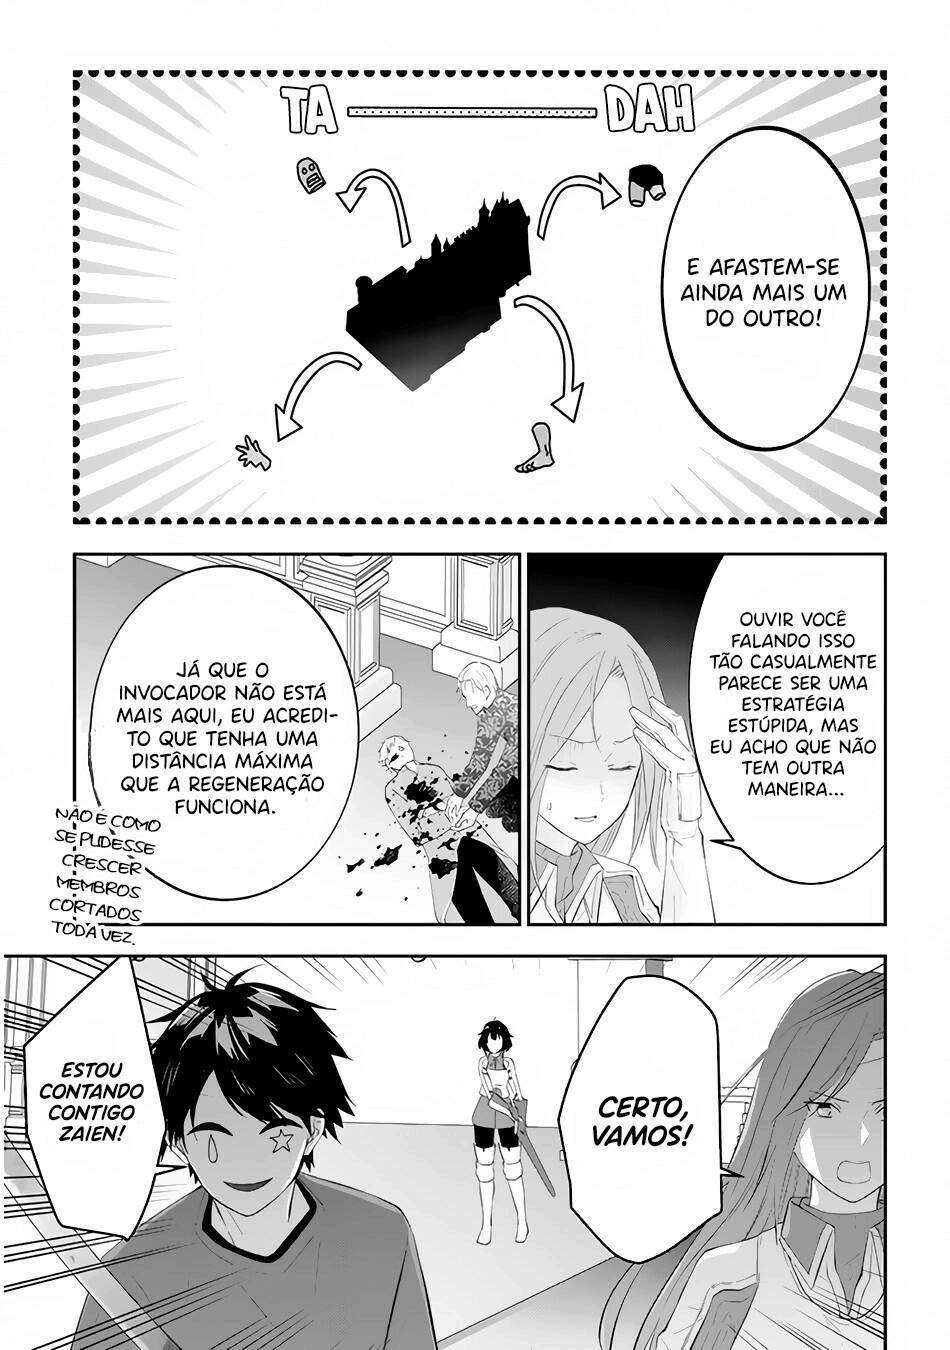 TA DAH
E AFASTEM-SE
AINDA MAIS UM
DO OUTRO!
OUVIR VOCÊ
FALANDO ISSO
TÃO CASUALMENTE
PARECE SER UMA
ESTRATÉGIA
ESTÚPIDA, MAS
EU ACHO QUE NÃO
TEM OUTRA
MANEIRA...
JÁ QUE O
INVOCADOR NÃO ESTÁ
MAIS AQUI, EU ACREDI-
TO QUE TENHA UMA
DISTÂNCIA MÁXIMA
QUE A REGENERAÇÃO
FUNCIONA.
NÃO É COMO
SE PUDESSE
CRESCER
MEMBROS
CORTADOS
TODA VEZ.
CERTO,
VAMOS!
ESTOU
CONTANDO
CONTIGO
ZAIEN!